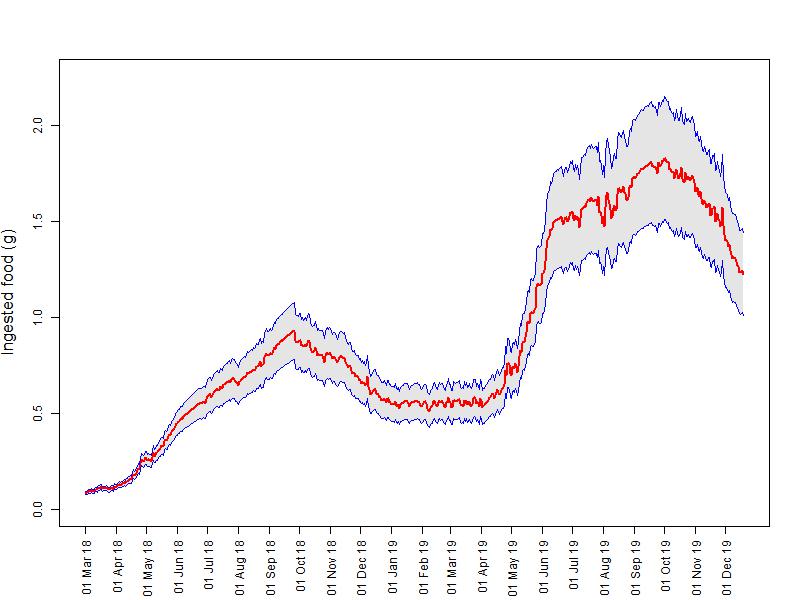 Ingested food (g)
2.0
1.5
1.0
0.5
0.0
01 Mar 18
01 Apr 18
01 May 18
01 Jun 18
01 Jul 18
01 Aug 18
01 Sep 18
01 Oct 18
01 Nov 18
01 Dec 18
01 Jan 19
01 Feb 19
01 Mar 19
01 Apr 19
01 May 19
01 Jun 19
01 Jul 19
01 Aug 19
01 Sep 19
01 Oct 19
01 Nov 19
01 Dec 19